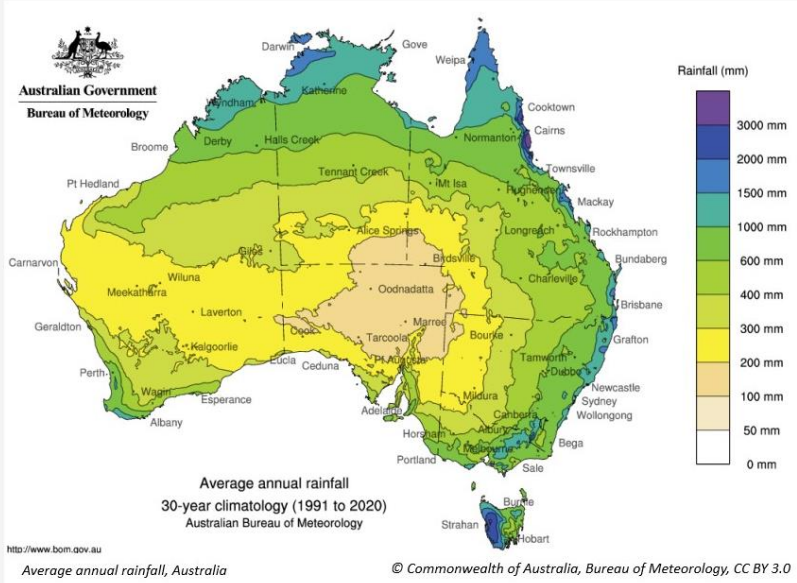 Australian Government
Bureau of Meteorology
Darwin
Gove
Weipa
Rainfall (mm)
Wyndham
Katherine
Cooktown
3000 mm
Cairns
Broome
Derby
Halls Creek
Normanton
2000 mm
Townsville
Pt Hedland
Tennant Creek
Mt Isa
Hughenden
1500 mm
Mackay
Alice Springs
Longreach
Rockhampton
1000 mm
Carnarvon
Giles
Birdsville
Bundaberg
600 mm
Wiluna
Meekatharra
Oodnadatta
Charleville
400 mm
Geraldton
Laverton
Marree
Brisbane
Cook
Tarcoola
Bourke
300 mm
Kalgoorlie
Grafton
Eucla
Ceduna
Pt Augusta
Tamworth
200 mm
Perth
Dubbo
Wagin
Esperance
Mildura
Newcastle
100 mm
Albany
Adelaide
Sydney
Canberra
Wollongong
Horsham
Albury
50 mm
Melbourne
Bega
Portland
Sale
0 mm
Average annual rainfall
30-year climatology (1991 to 2020)
Australian Bureau of Meteorology
Burnie
Strahan
Hobart
http://www.bom.gov.au
Average annual rainfall, Australia
© Commonwealth of Australia, Bureau of Meteorology, CC BY 3.0